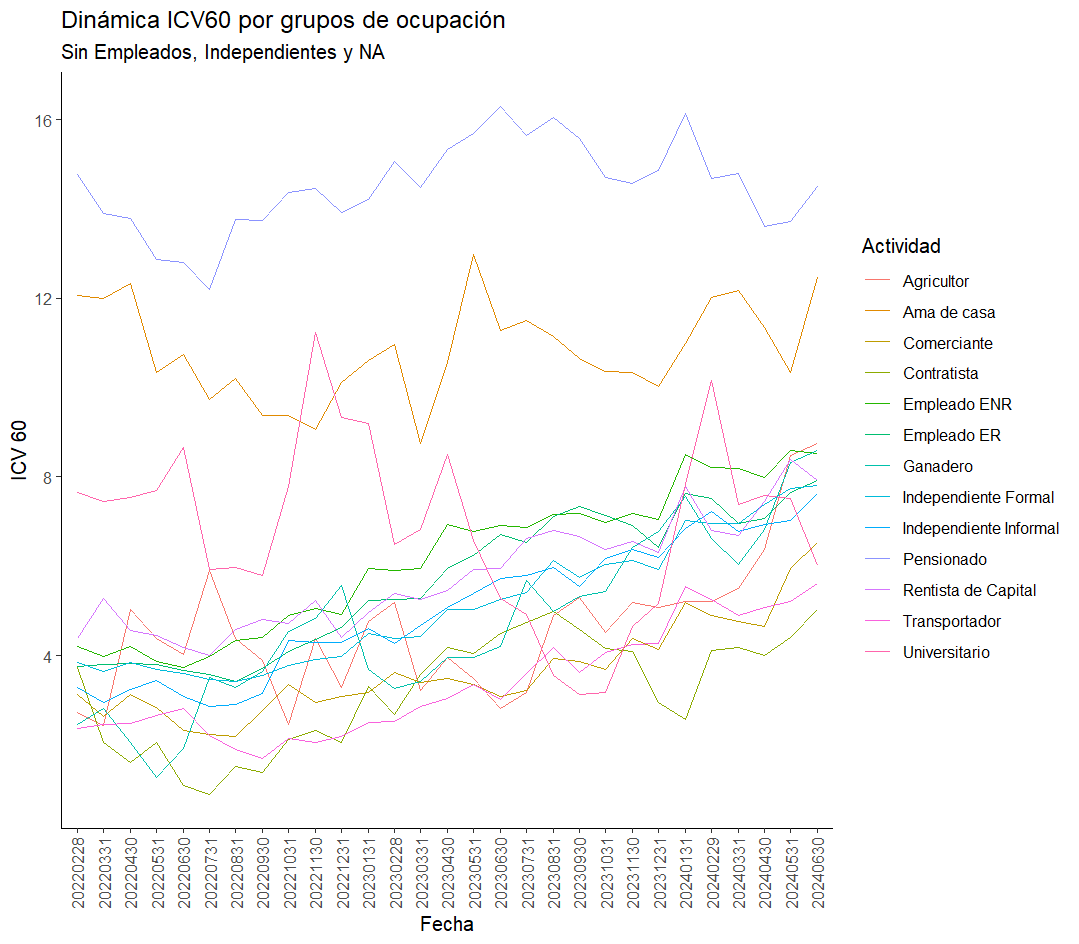 Dinámica ICV60 por grupos de ocupación
Sin Empleados, Independientes y NA
ICV 60
16
12
8
4
20220228
20220331
20220430
20220531
20220630
20220731
20220831
20220930
20221031
20221130
20221231
20230131
20230228
20230331
20230430
20230531
20230630
20230731
20230831
20230930
20231031
20231130
20231231
20240131
20240229
20240331
20240430
20240531
20240630
Fecha
Actividad
Agricultor
Ama de casa
Comerciante
Contratista
Empleado ENR
Empleado ER
Ganadero
Independiente Formal
Independiente Informal
Pensionado
Rentista de Capital
Transportador
Universitario